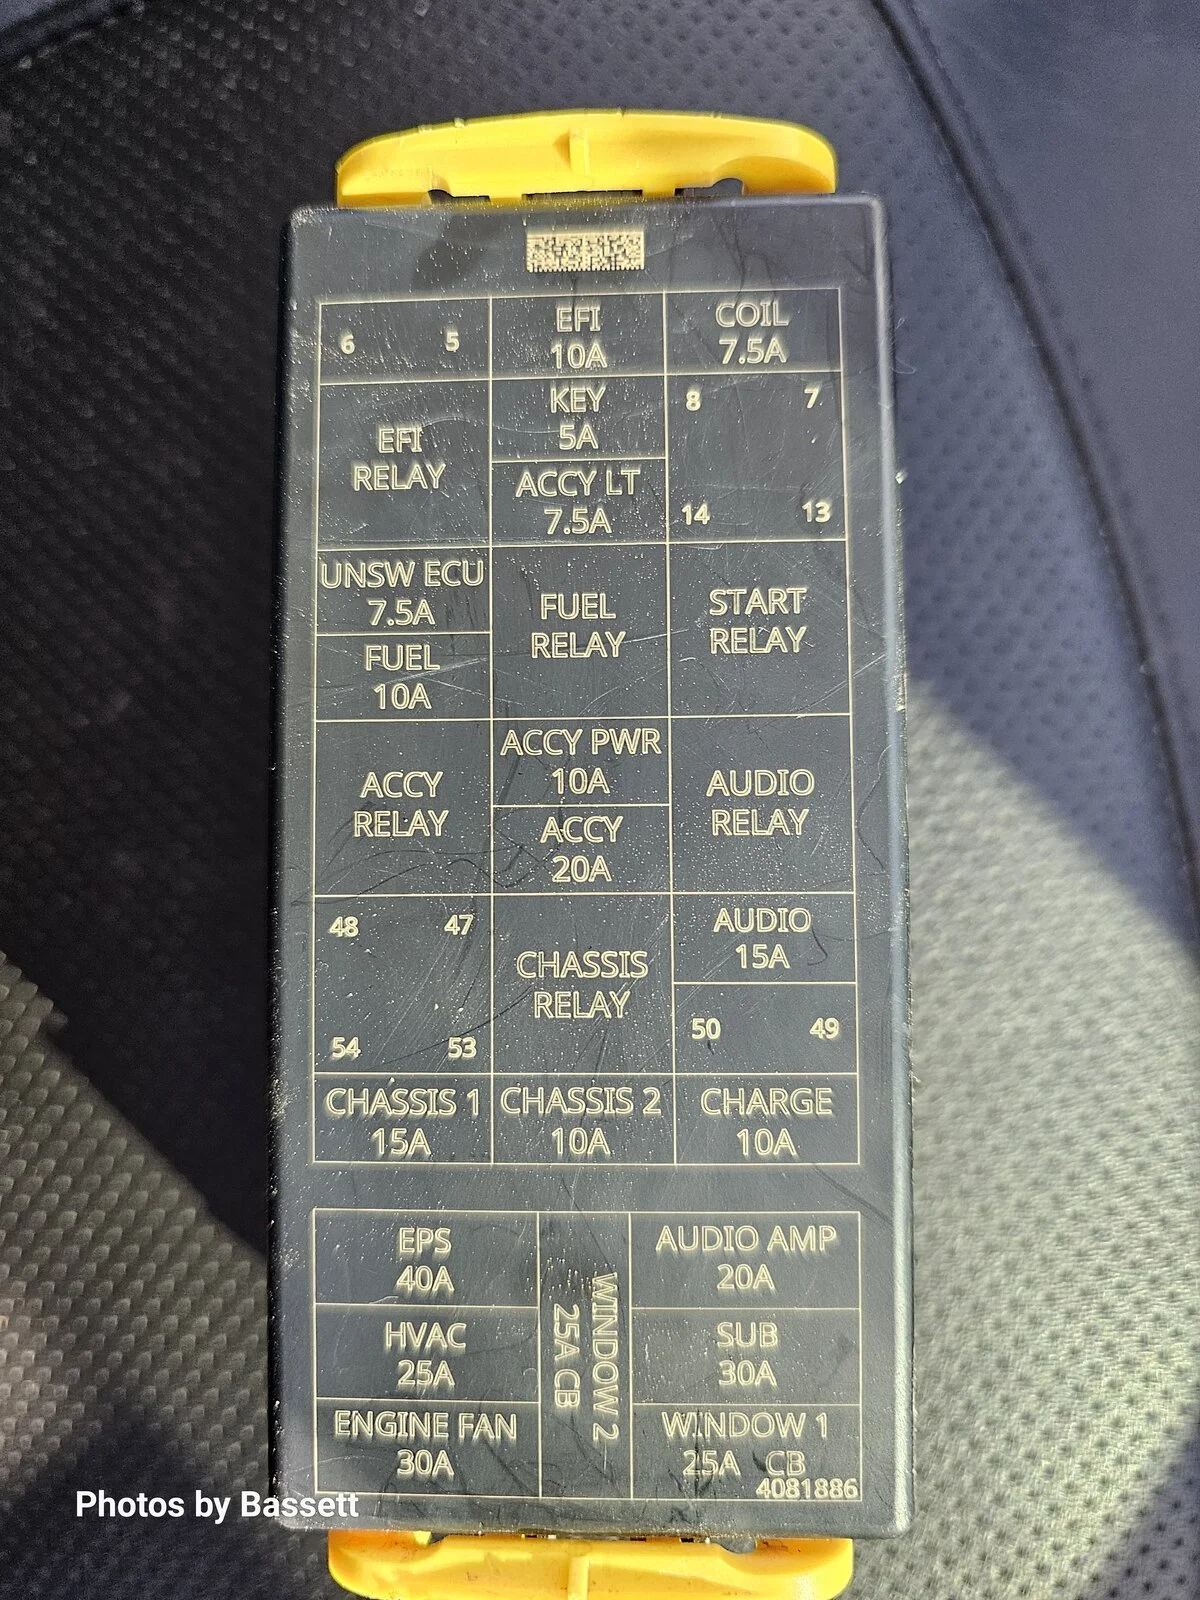 6 5
EFI
10A
COIL
7.5A
EFI
RELAY
KEY
5A
ACCY LT
7.5A
8 7
14 13
UNSW ECU
7.5A
FUEL
10A
FUEL
RELAY
START
RELAY
ACCY
RELAY
ACCY PWR
10A
ACCY
20A
AUDIO
RELAY
48 47
54 53
CHASSIS
RELAY
AUDIO
15A
50 49
CHASSIS 1
15A
CHASSIS 2
10A
CHARGE
10A
EPS
40A
HVAC
25A
ENGINE FAN
30A
WINDOW 2
25A CB
AUDIO AMP
20A
SUB
30A
WINDOW 1
25A CB
4081886
Photos by Bassett